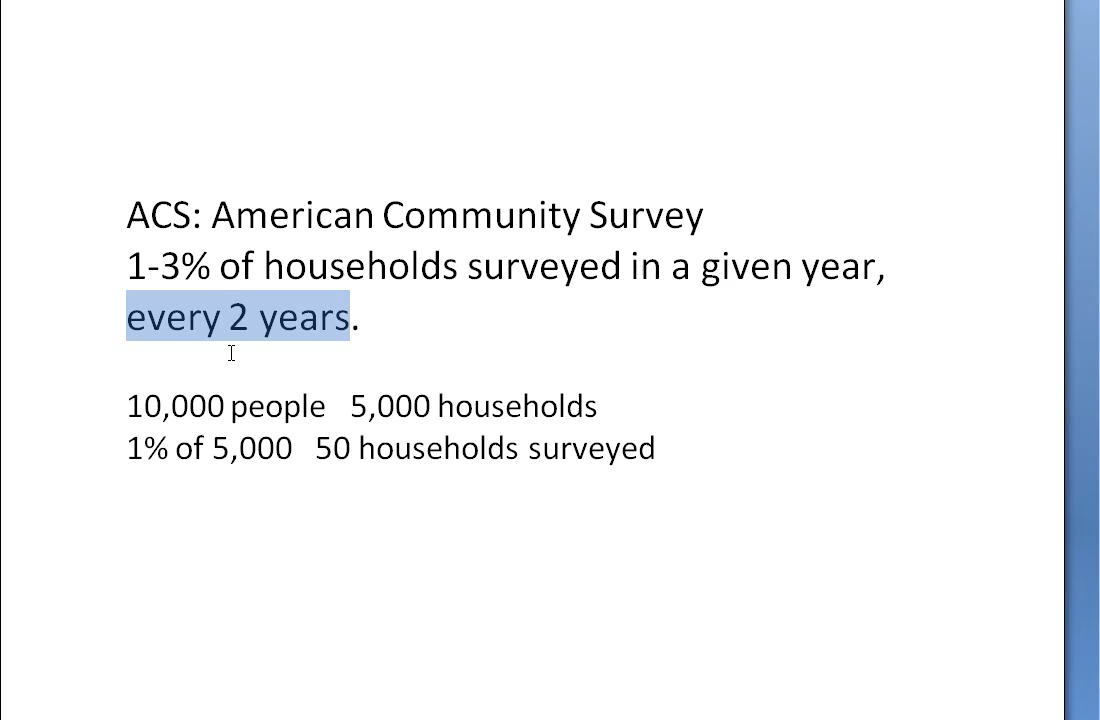 ACS: American Community Survey
1-3% of households surveyed in a given year,
every 2 years.
10,000 people 5,000 households
1% of 5,000 50 households surveyed